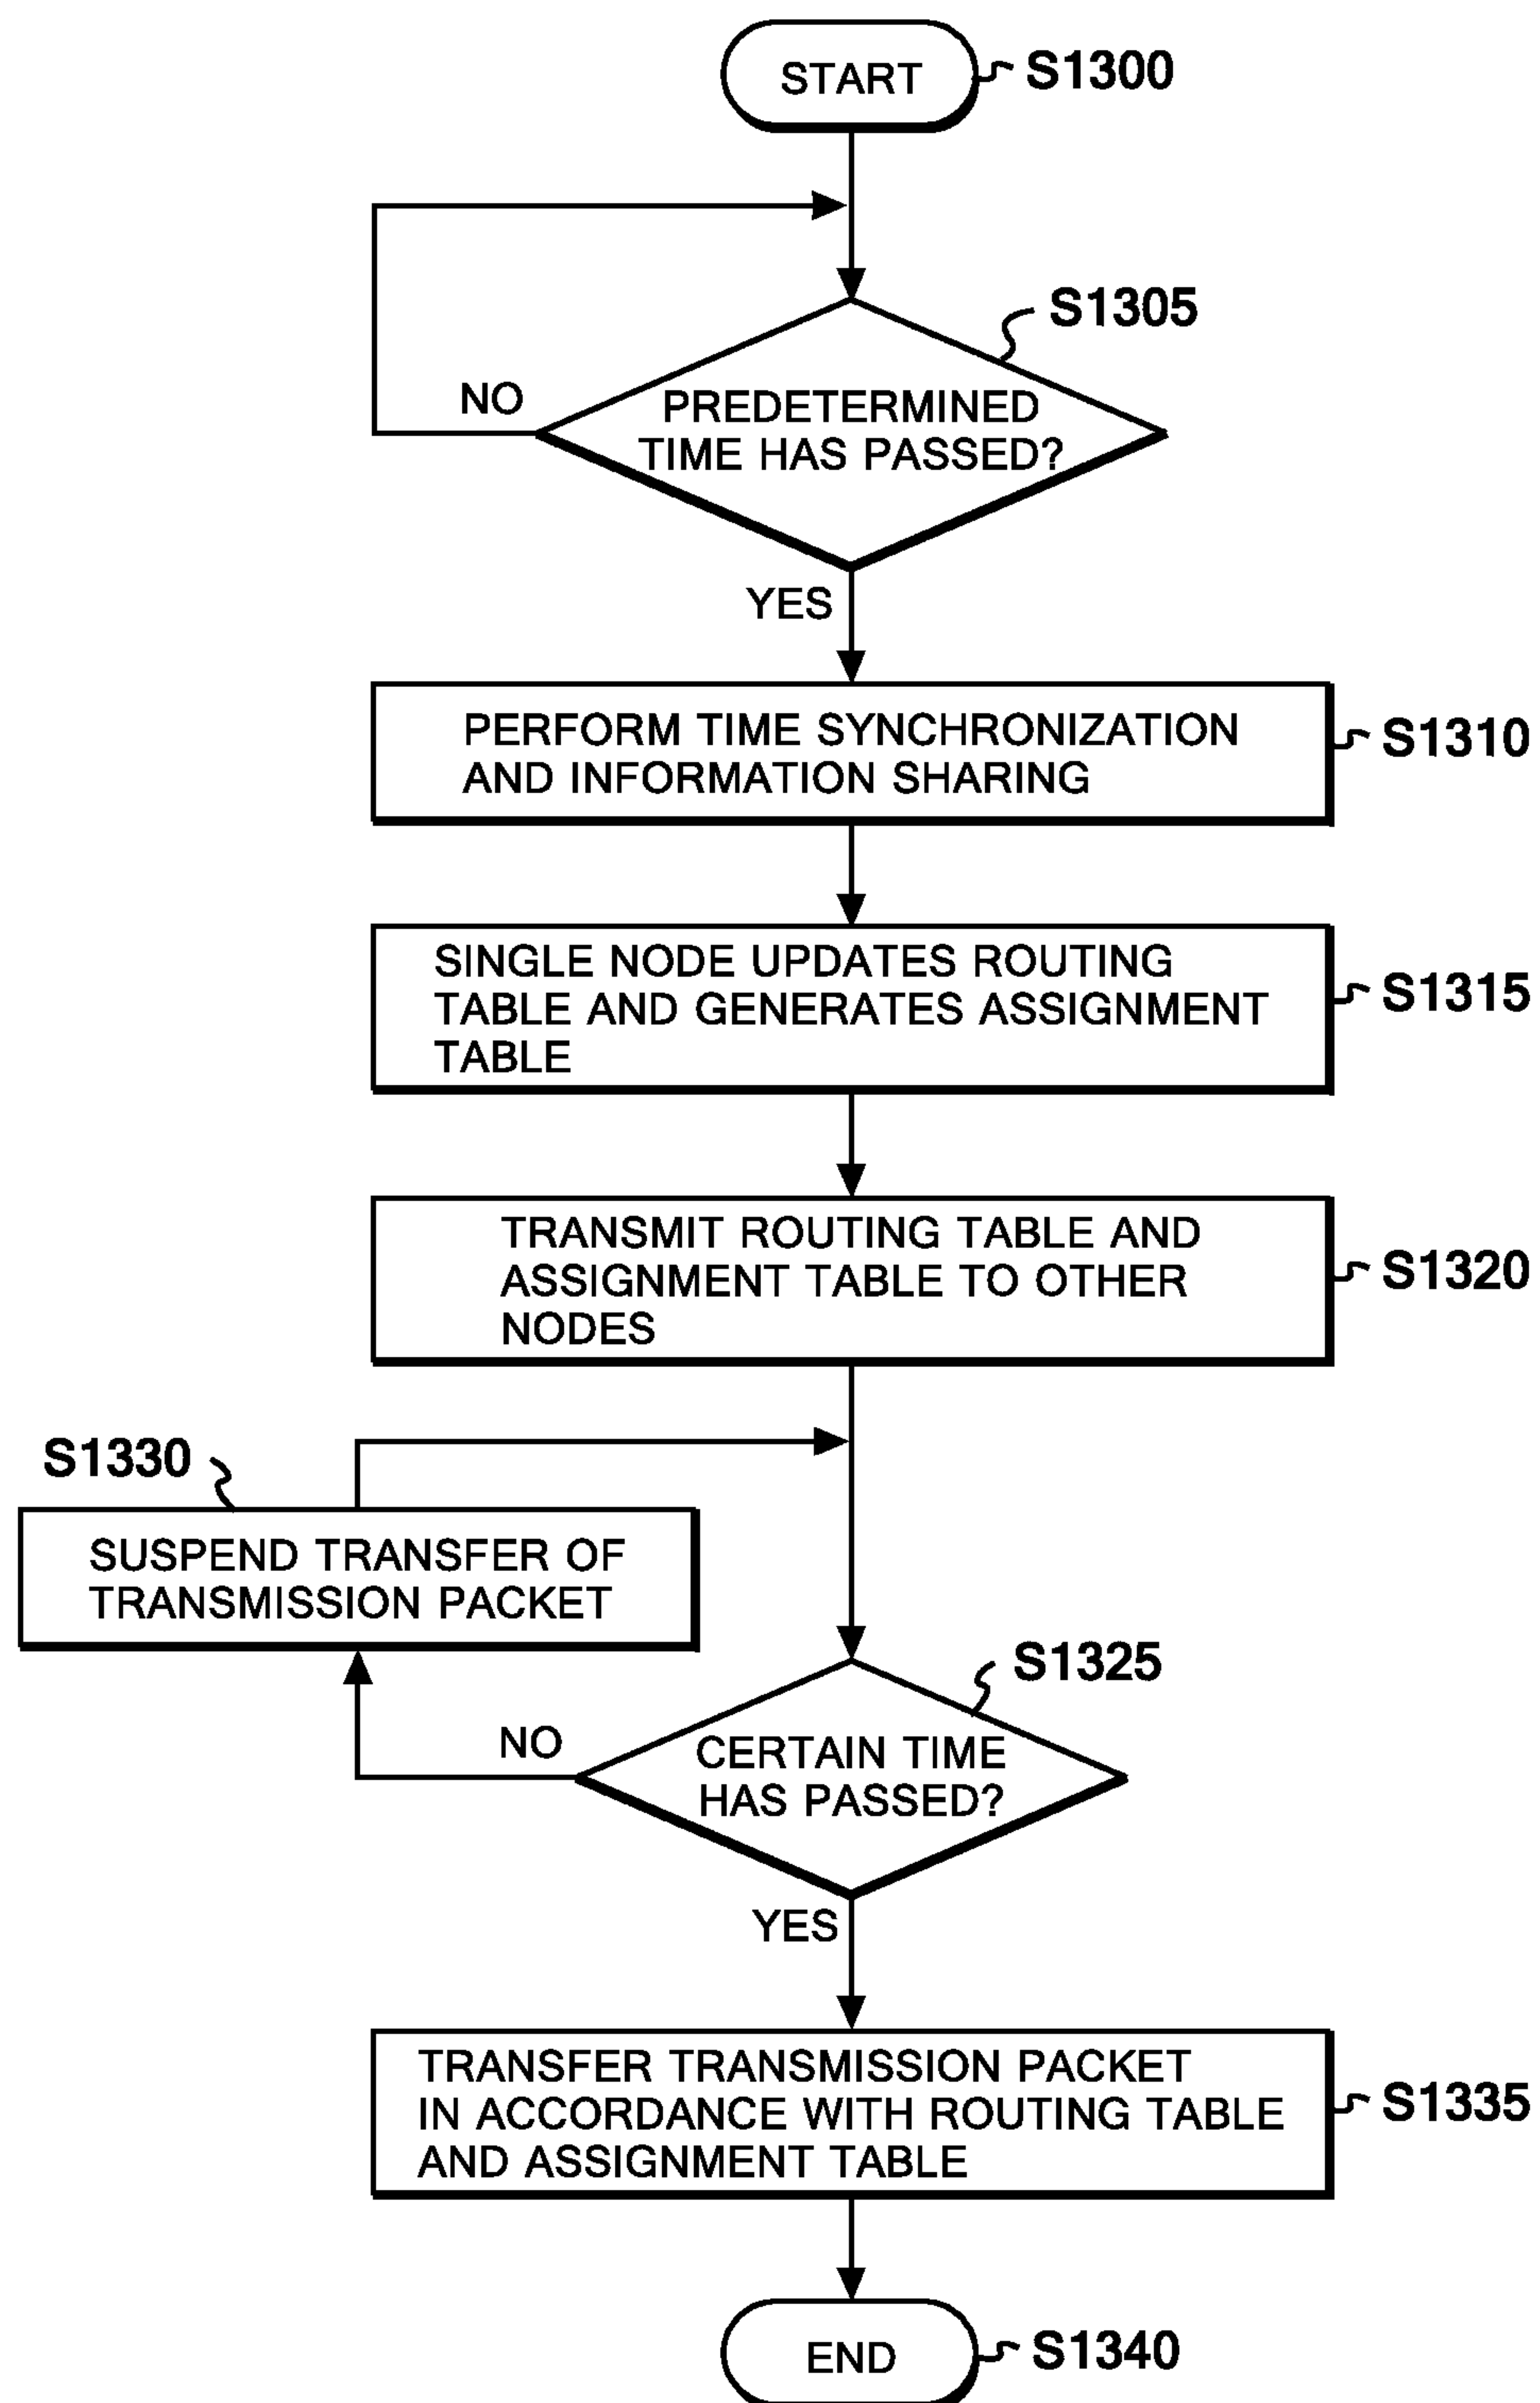 START
S1300
S1305
NO
PREDETERMINED
TIME HAS PASSED?
YES
PERFORM TIME SYNCHRONIZATION
AND INFORMATION SHARING
S1310
SINGLE NODE UPDATES ROUTING
TABLE AND GENERATES ASSIGNMENT
TABLE
S1315
TRANSMIT ROUTING TABLE AND
ASSIGNMENT TABLE TO OTHER
NODES
S1320
S1330
SUSPEND TRANSFER OF
TRANSMISSION PACKET
S1325
NO
CERTAIN TIME
HAS PASSED?
YES
TRANSFER TRANSMISSION PACKET
IN ACCORDANCE WITH ROUTING TABLE
AND ASSIGNMENT TABLE
S1335
END
S1340